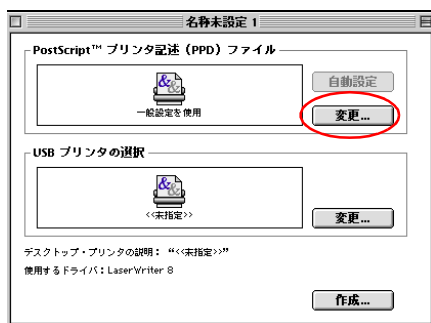 名称未設定 1
PostScript™ プリンタ記述（PPD）ファイル
自動設定
一般設定を使用
変更...
USB プリンタの選択
<<未指定>>
変更...
デスクトップ・プリンタの説明： “<<未指定>>”
使用するドライバ：LaserWriter 8
作成...